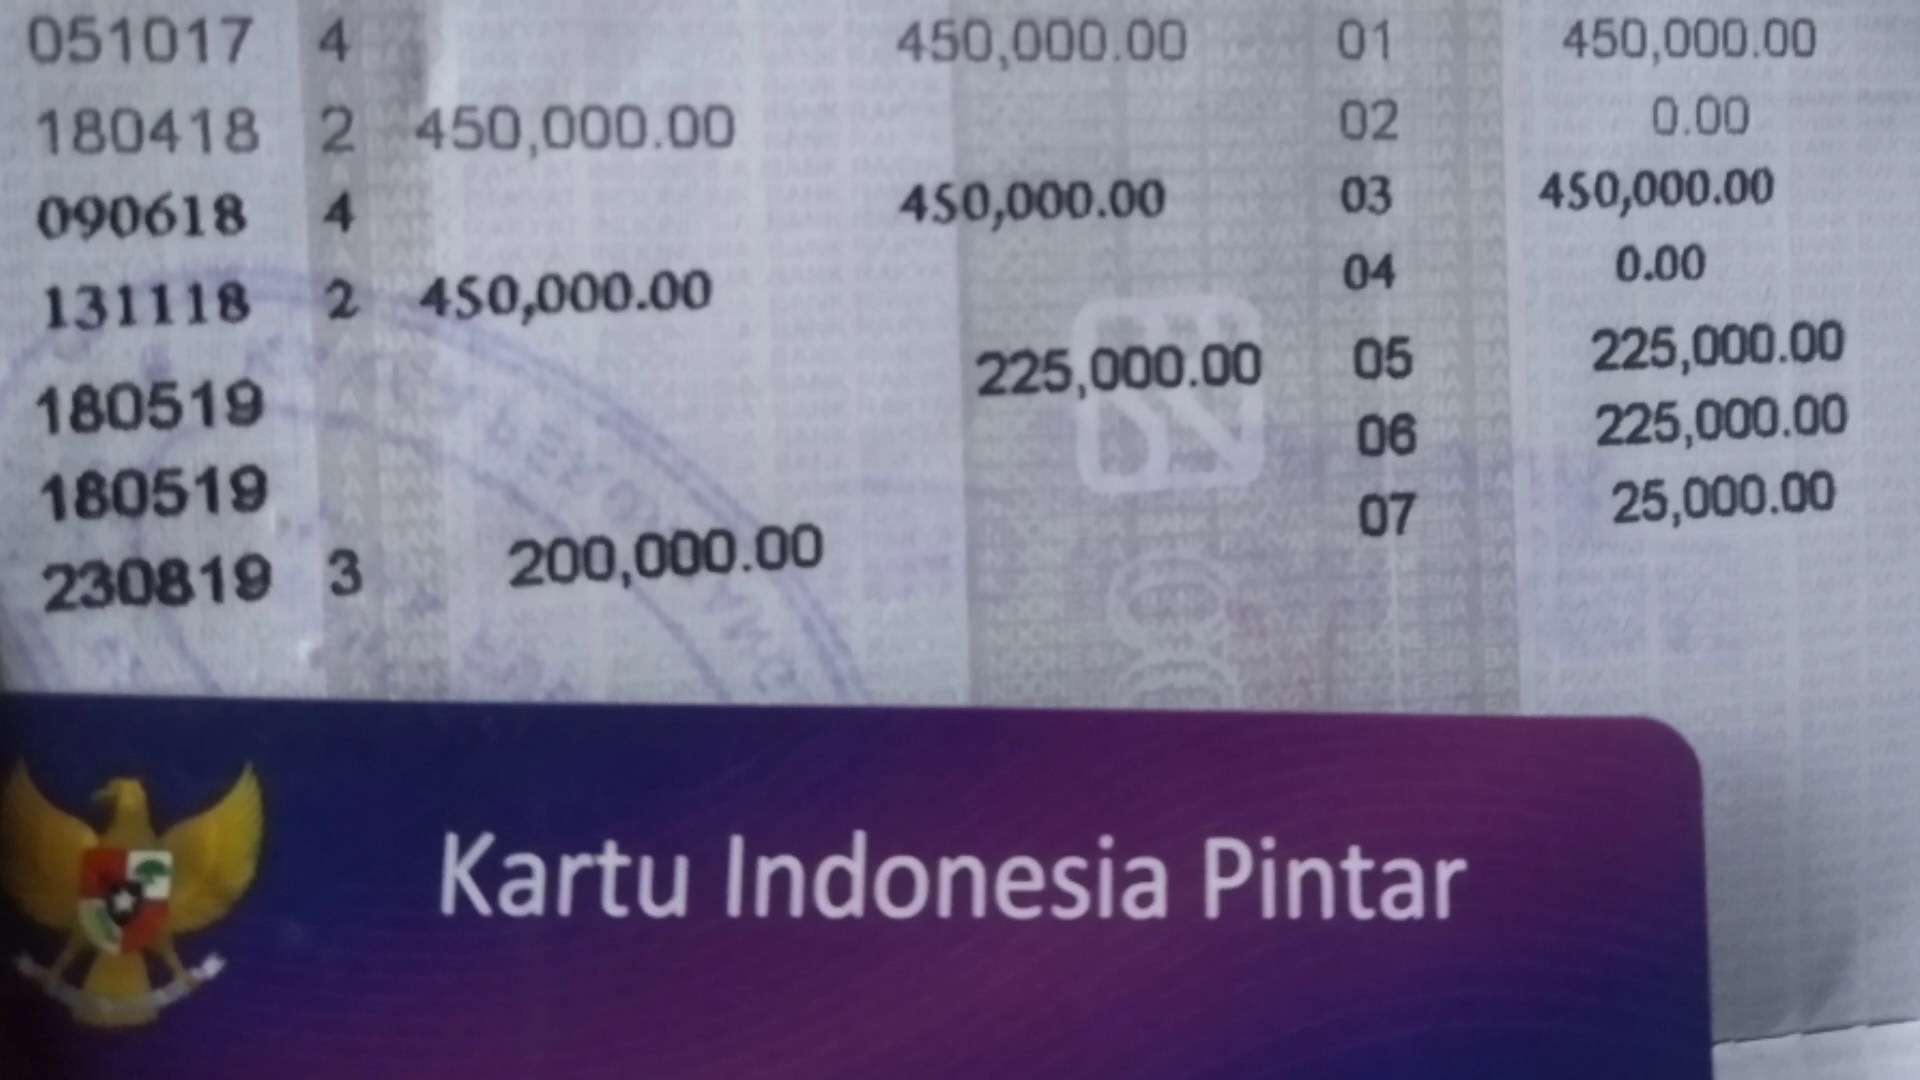 051017 4 450,000.00 01 450,000.00
180418 2 450,000.00 02 0.00
090618 4 450,000.00 03 450,000.00
131118 2 450,000.00 04 0.00
180519 225,000.00 05 225,000.00
180519 06 225,000.00
230819 3 200,000.00 07 25,000.00
Kartu Indonesia Pintar